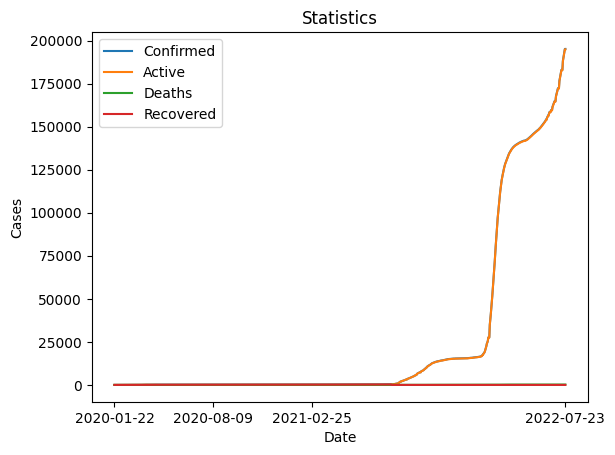 Statistics
Confirmed
Active
Deaths
Recovered
200000
175000
150000
125000
100000
75000
50000
25000
0
Cases
2020-01-22 2020-08-09 2021-02-25 2022-07-23
Date